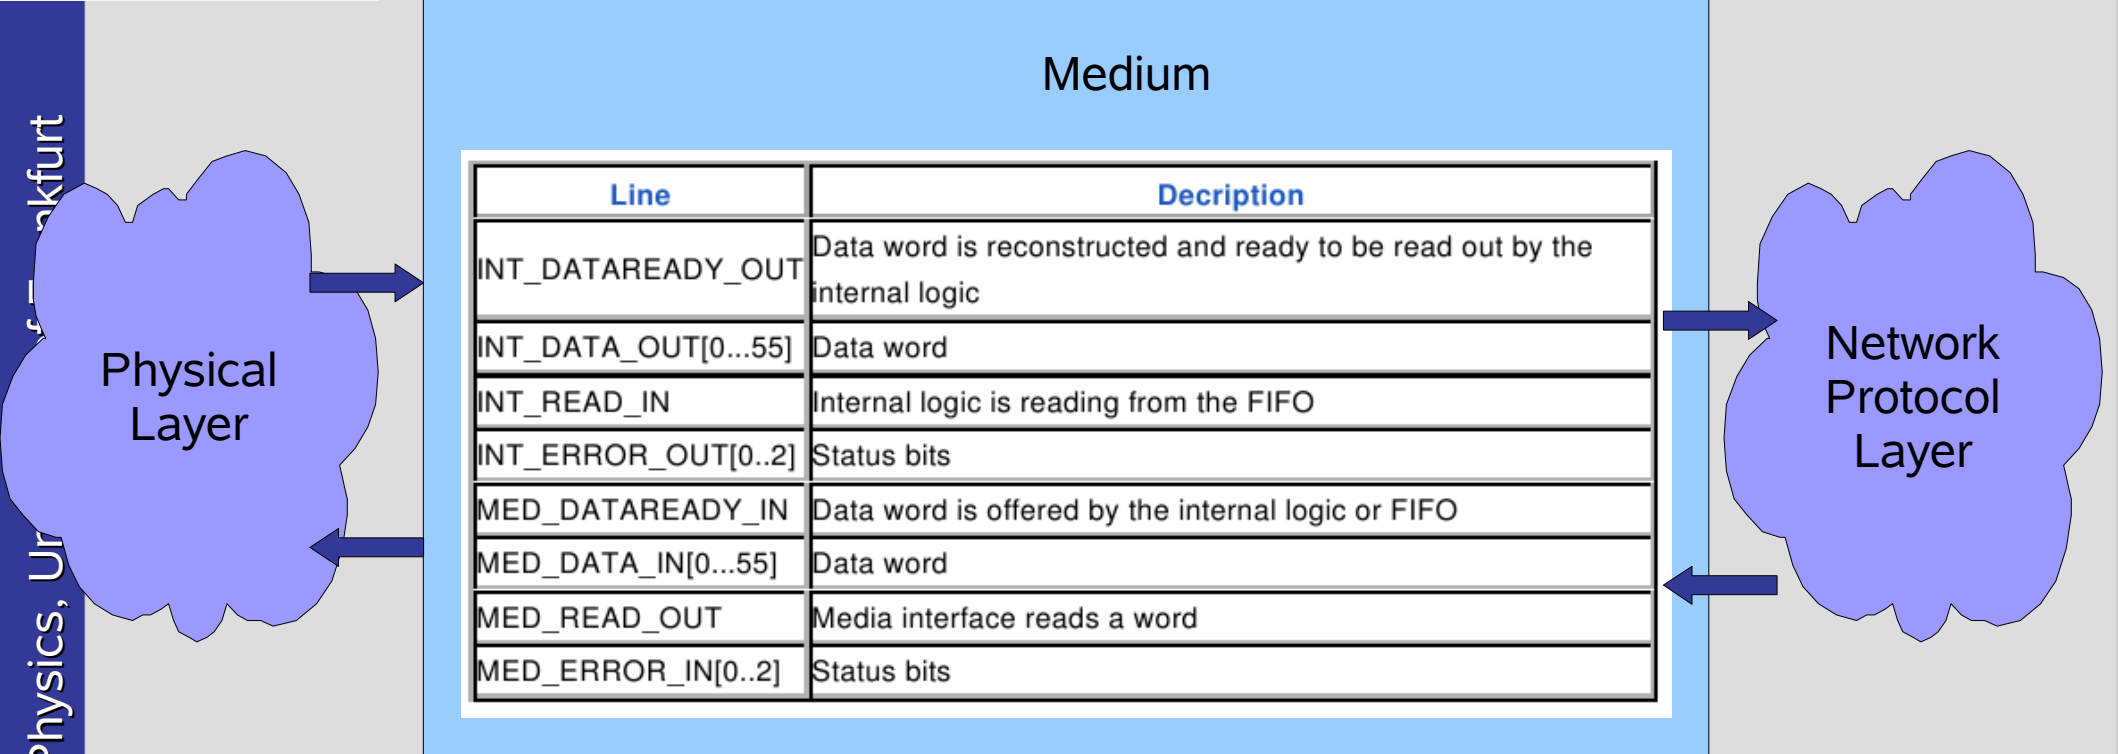 Medium
Physics, 
Physical
Layer
Line Decription
INT_DATAREADY_OUT Data word is reconstructed and ready to be read out by the
internal logic
INT_DATA_OUT[0...55] Data word
INT_READ_IN Internal logic is reading from the FIFO
INT_ERROR_OUT[0..2] Status bits
MED_DATAREADY_IN Data word is offered by the internal logic or FIFO
MED_DATA_IN[0...55] Data word
MED_READ_OUT Media interface reads a word
MED_ERROR_IN[0..2] Status bits
Network
Protocol
Layer